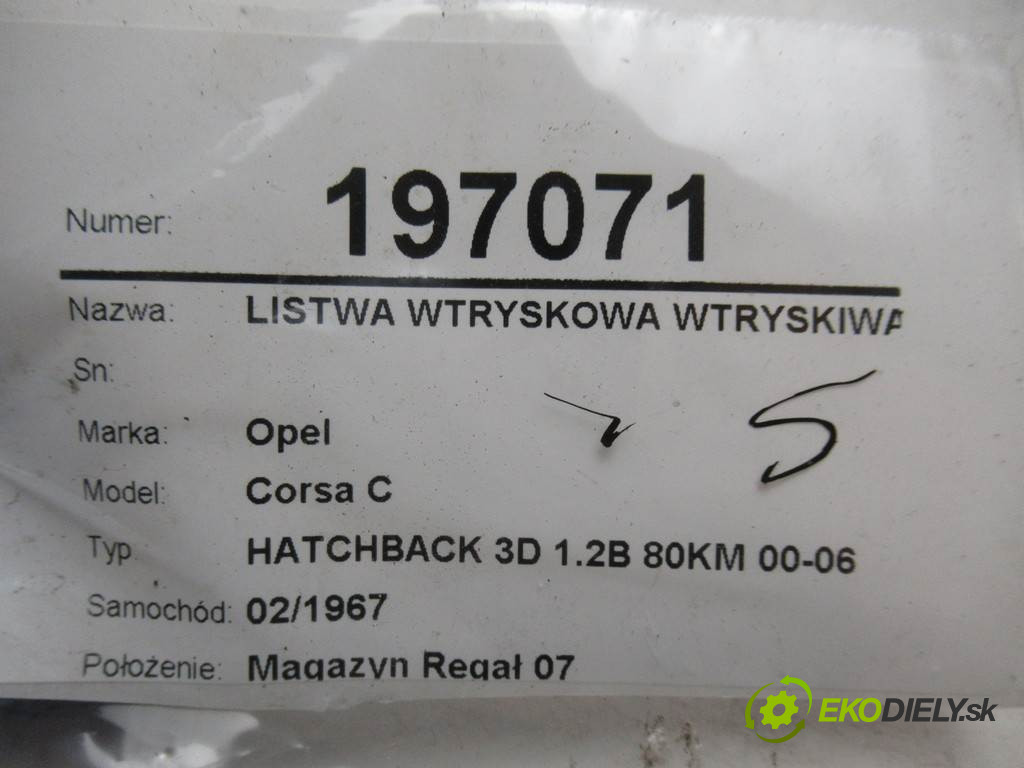 Numer: 197071
Nazwa: LISTWA WTRYSKOWA WTRYSKIWA
Sn:
Marka: Opel
Model: Corsa C
Typ HATCHBACK 3D 1.2B 80KM 00-06
Samochód: 02/1967
Położenie: Magazyn Regał 07
EKODIELY.sk